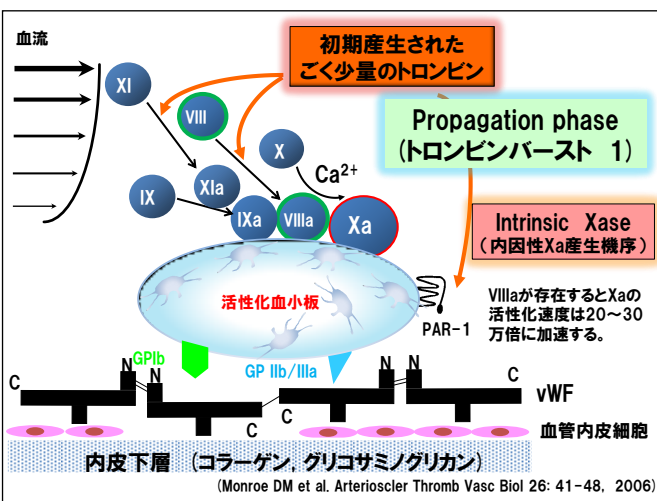 血流
初期産生された
ごく少量のトロンビン
XI
VIII
Propagation phase
(トロンビンバースト 1)
X
Ca2+
IX
XIa
IXa
VIIIa
Xa
Intrinsic Xase
(内因性Xa産生機序)
活性化血小板
VIIIaが存在するとXaの
活性化速度は20～30
万倍に加速する。
PAR-1
GPIb
GP IIb/IIIa
N
N
N
N
C
C
C
C
vWF
血管内皮細胞
内皮下層 (コラーゲン, グリコサミノグリカン)
(Monroe DM et al. Arterioscler Thromb Vasc Biol 26: 41-48, 2006)